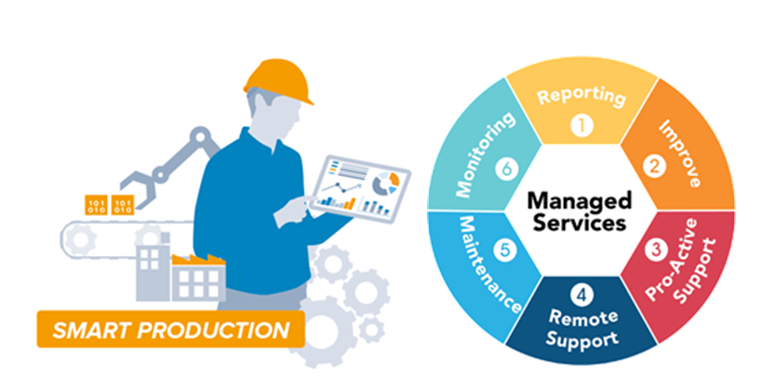 101
010
101
010
SMART PRODUCTION
Managed
Services
Reporting
1
Improve
2
Pro-Active
Support
3
Remote
Support
4
Maintenance
5
Monitoring
6